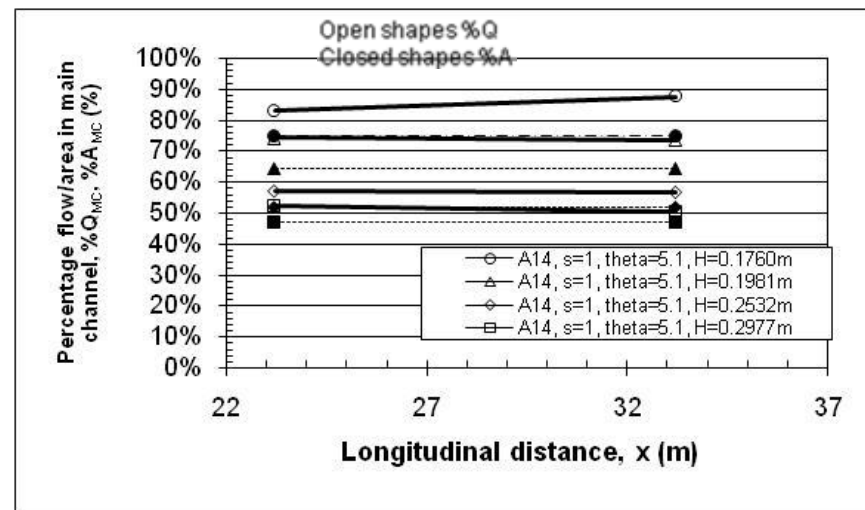 Open shapes %Q
Closed shapes %A
Percentage flow/area in main
channel, %QMC, %AMC (%)
100%
90%
80%
70%
60%
50%
40%
30%
20%
10%
0%
A14, s=1, theta=5.1, H=0.1760m
A14, s=1, theta=5.1, H=0.1981m
A14, s=1, theta=5.1, H=0.2532m
A14, s=1, theta=5.1, H=0.2977m
22
27
32
37
Longitudinal distance, x (m)